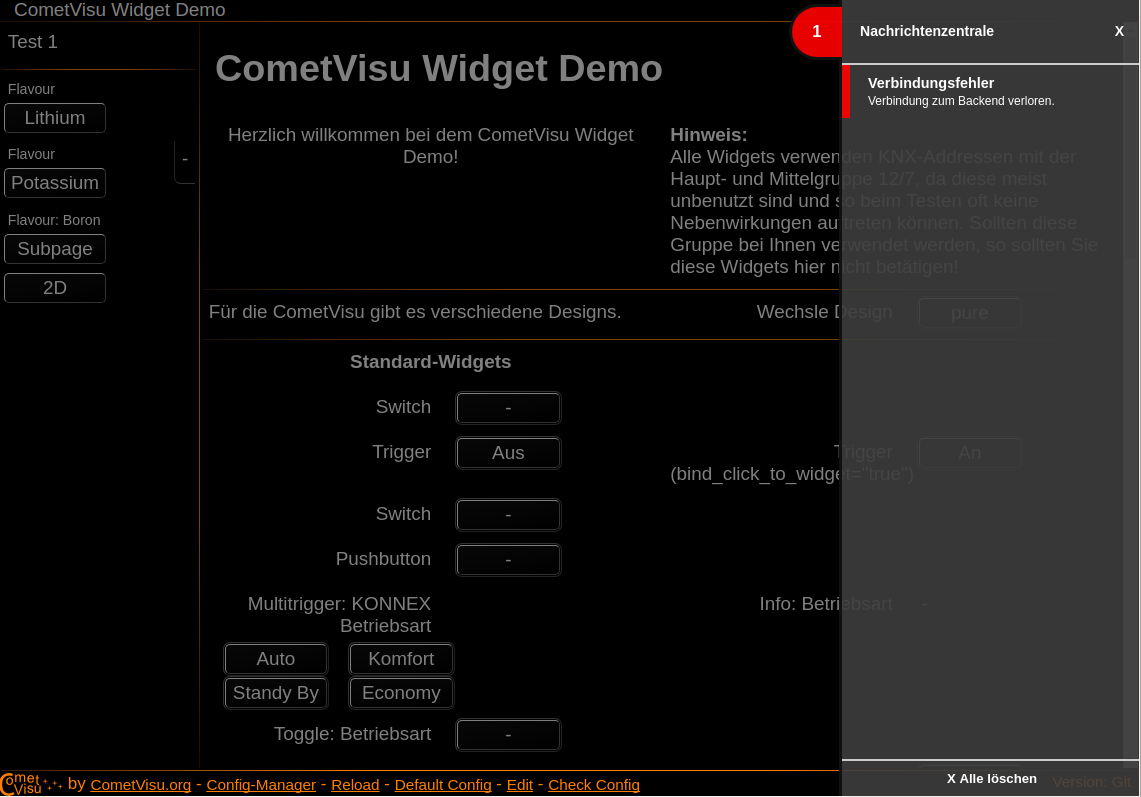 CometVisu Widget Demo
Test 1
Flavour
Lithium
Flavour
Potassium
-
Flavour: Boron
Subpage
2D
CometVisu Widget Demo
Herzlich willkommen bei dem CometVisu Widget
Demo!
Hinweis:
Alle Widgets verwenden KNX-Addressen mit der
Haupt- und Mittelgruppe 12/7, da diese meist
unbenutzt sind und so beim Testen oft keine
Nebenwirkungen auftreten können. Sollten diese
Gruppe bei Ihnen verwendet werden, so sollten Sie
diese Widgets hier nicht betätigen!
Für die CometVisu gibt es verschiedene Designs.
Wechsle Design
pure
Standard-Widgets
Switch
-
Trigger
Aus
Trigger
(bind_click_to_widget="true")
An
Switch
-
Pushbutton
-
Multitrigger: KONNEX
Betriebsart
Auto
Komfort
Standy By
Economy
Info: Betriebsart
-
Toggle: Betriebsart
-
1
Nachrichtenzentrale
X
Verbindungsfehler
Verbindung zum Backend verloren.
X Alle löschen
Comet
Visu
by CometVisu.org - Config-Manager - Reload - Default Config - Edit - Check Config
Version: Git